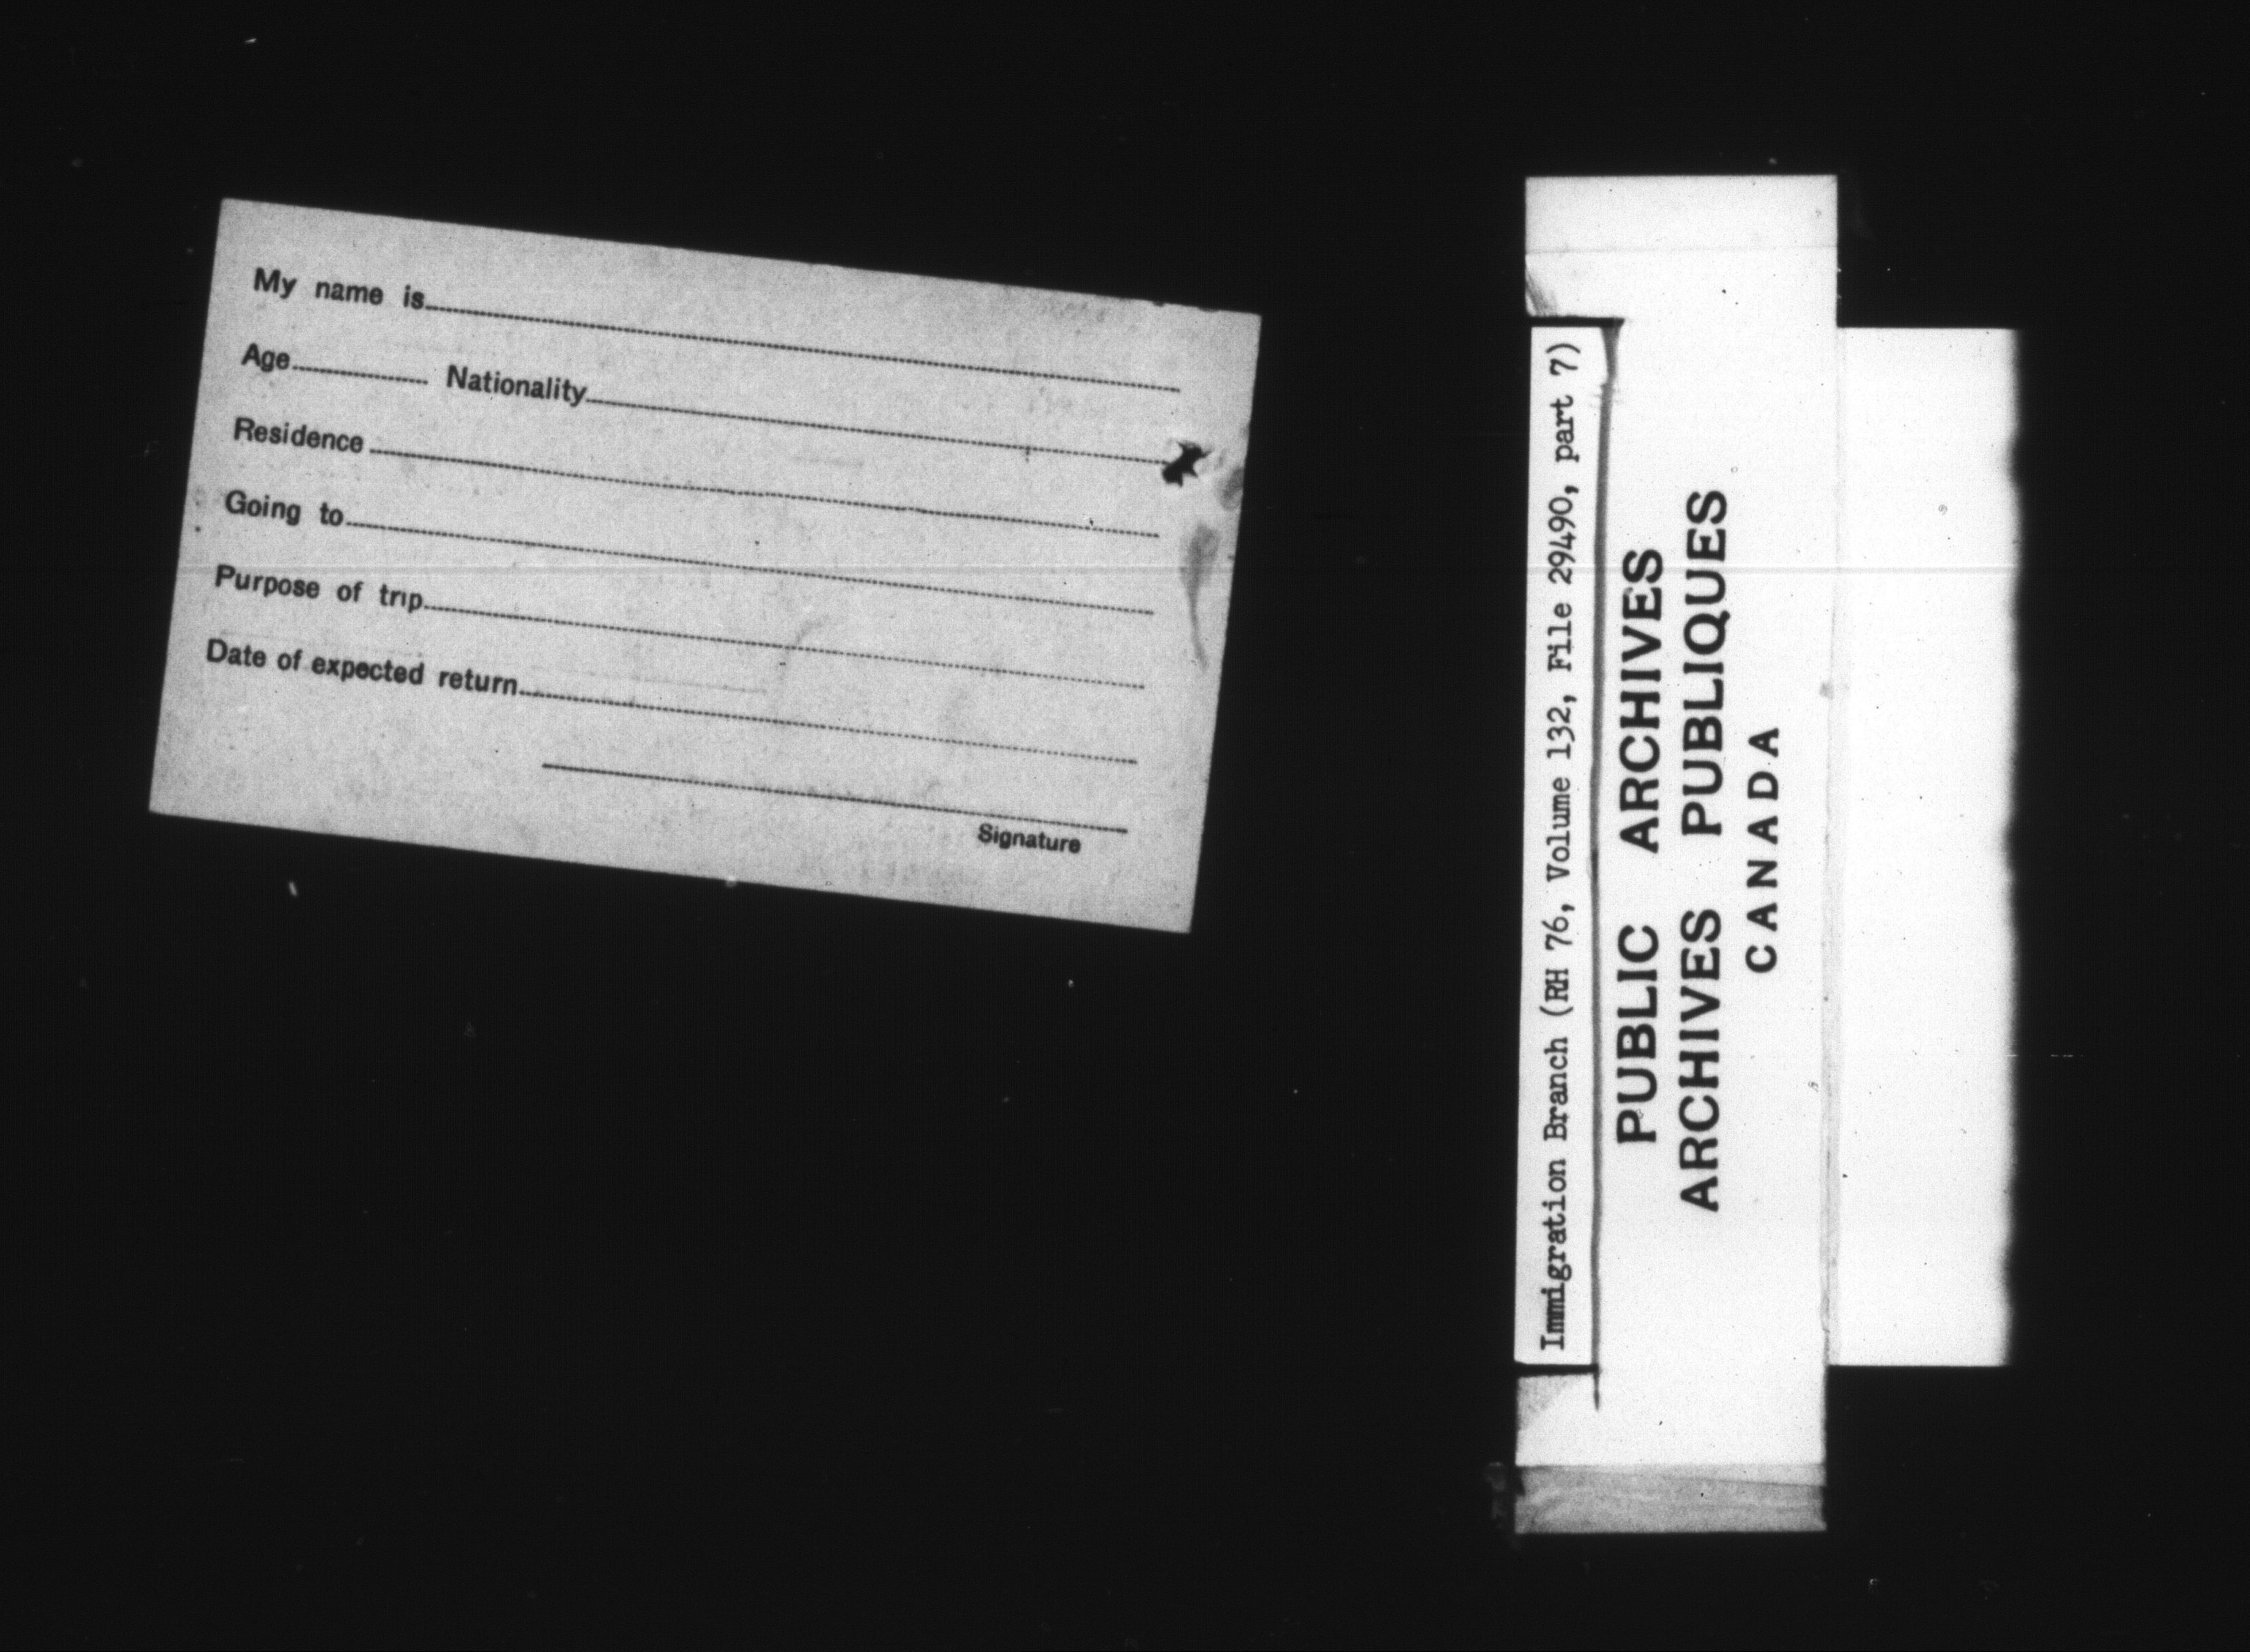 My name is
Age Nationality
Residence
Going to
Purpose of trip
Date of expected return
Signature
Immigration Branch (RH 76, Volume 132, File 29490, part 7)
PUBLIC ARCHIVES
ARCHIVES PUBLIQUES
CANADA